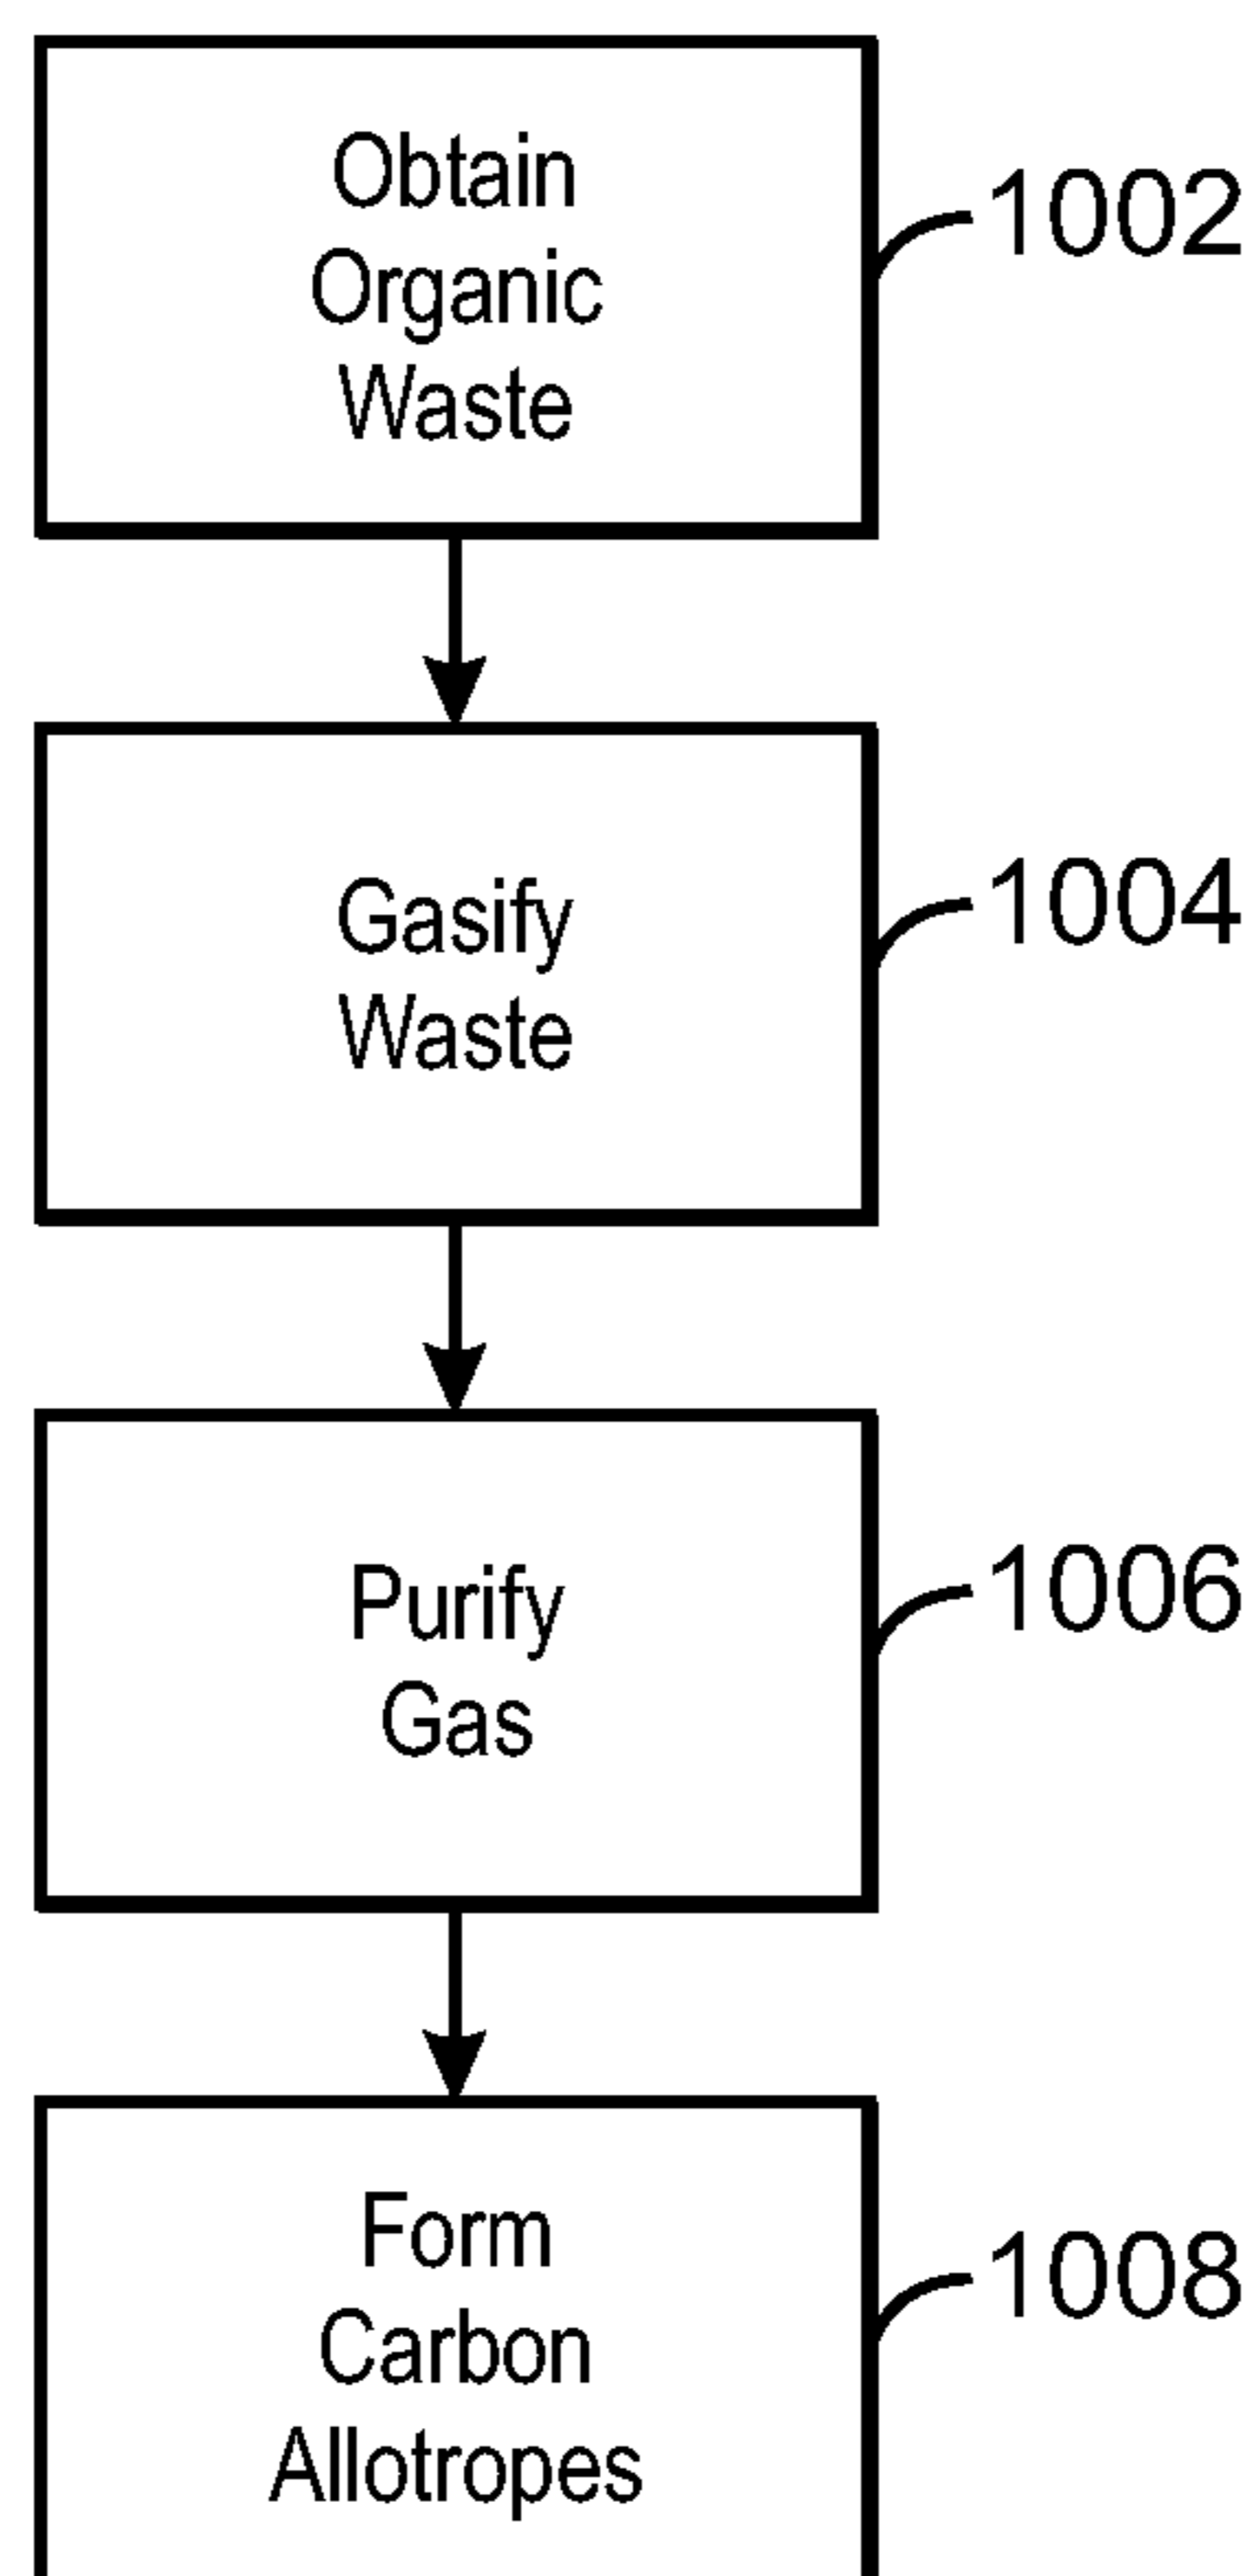 Obtain
Organic
Waste
1002
Gasify
Waste
1004
Purify
Gas
1006
Form
Carbon
Allotropes
1008